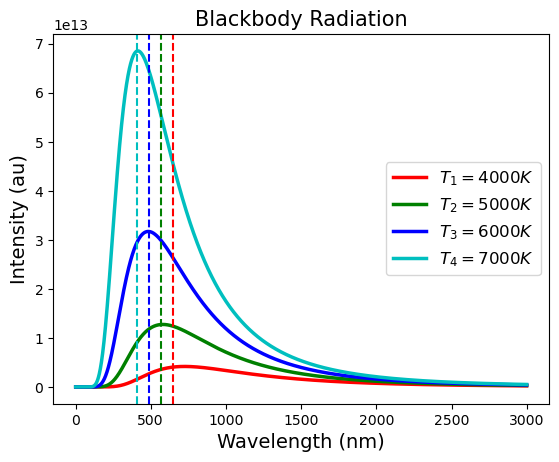 Blackbody Radiation
1e13
7
6
5
4
3
2
1
0
Intensity (au)
T₁ = 4000K
T₂ = 5000K
T₃ = 6000K
T₄ = 7000K
0 500 1000 1500 2000 2500 3000
Wavelength (nm)